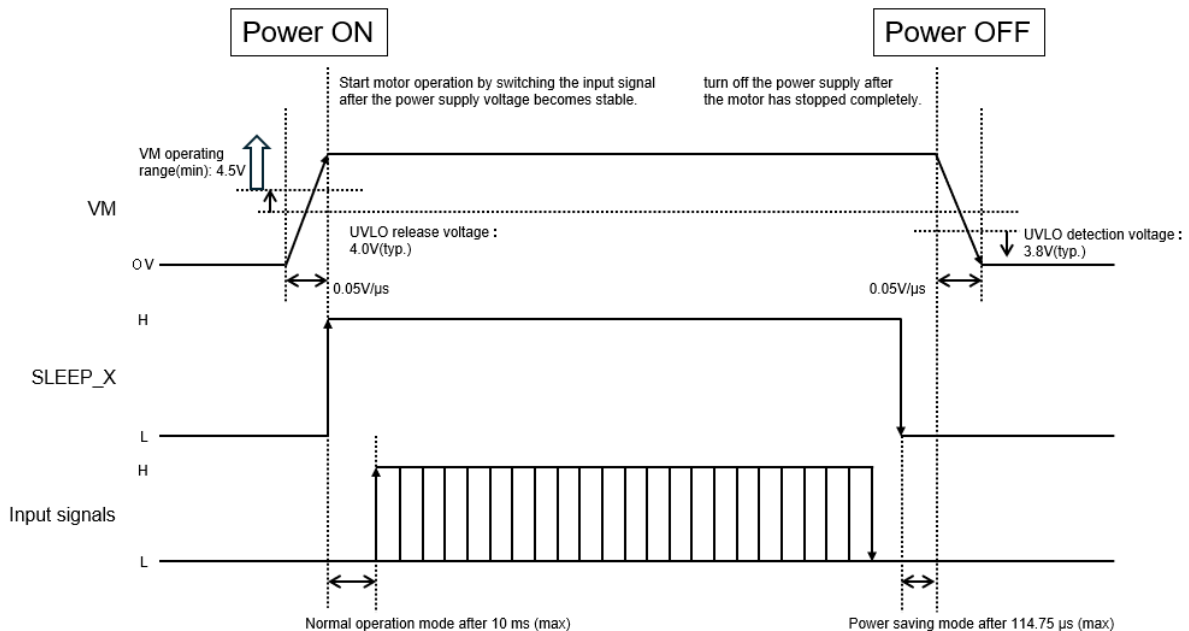 Power ON
Power OFF
Start motor operation by switching the input signal
after the power supply voltage becomes stable.
turn off the power supply after
the motor has stopped completely.
VM operating
range(min): 4.5V
VM
UVLO release voltage :
4.0V(typ.)
UVLO detection voltage :
3.8V(typ.)
0V
0.05V/µs
0.05V/µs
H
SLEEP_X
L
H
Input signals
L
Normal operation mode after 10 ms (max)
Power saving mode after 114.75 µs (max)